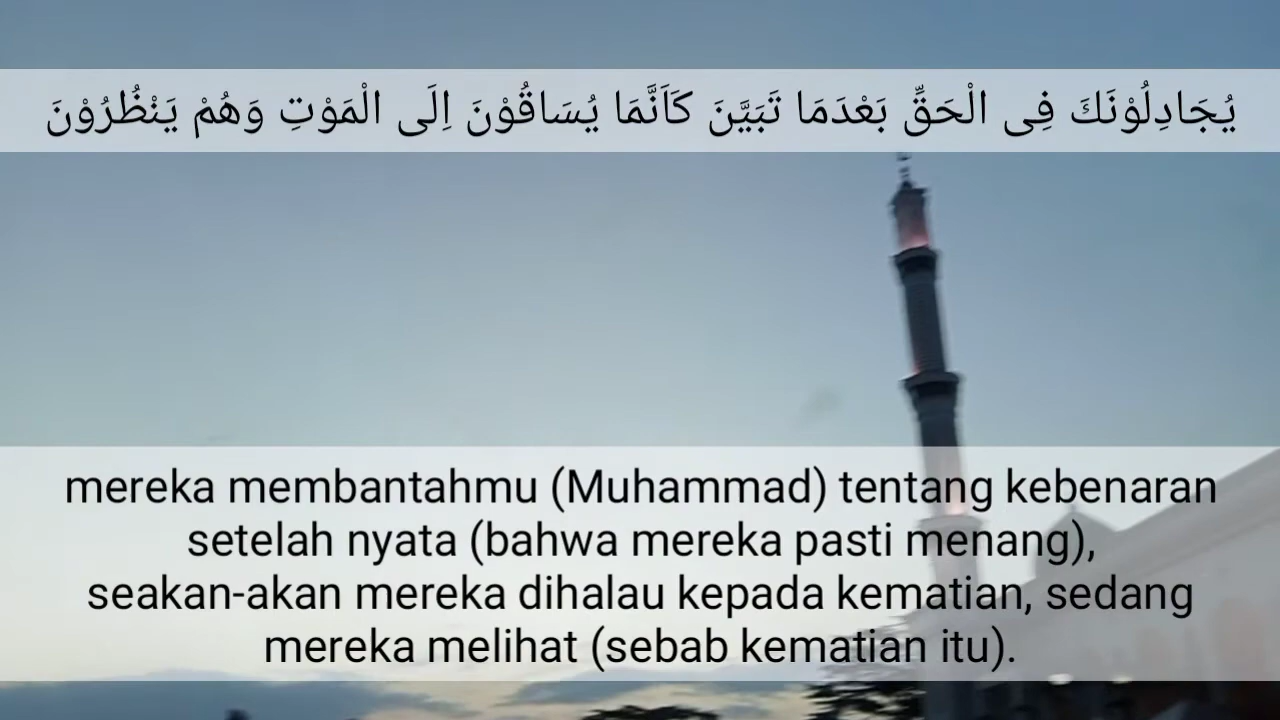 يُجَادِلُوْنَكَ فِى الْحَقِّ بَعْدَمَا تَبَيَّنَ كَاَنَّمَا يُسَاقُوْنَ اِلَى الْمَوْتِ وَهُمْ يَنْظُرُوْنَ
mereka membantahmu (Muhammad) tentang kebenaran
setelah nyata (bahwa mereka pasti menang),
seakan-akan mereka dihalau kepada kematian, sedang
mereka melihat (sebab kematian itu).